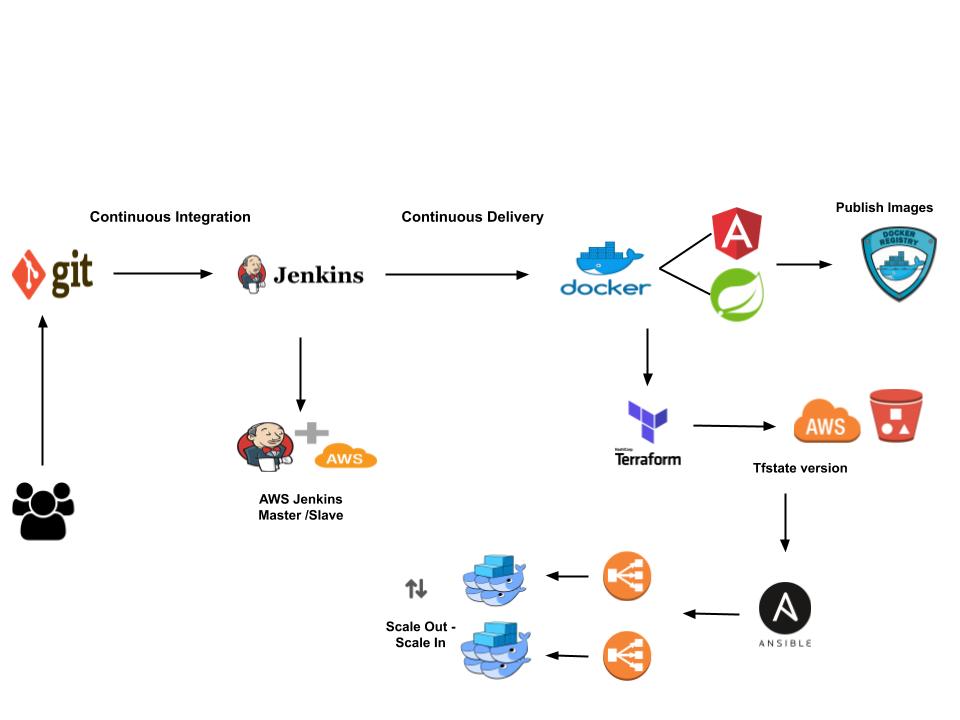 Continuous Integration
Continuous Delivery
Publish Images
git
Jenkins
docker
DOCKER
REGISTRY
AWS
AWS Jenkins
Master /Slave
HashiCorp
Terraform
AWS
Tfstate version
Scale Out -
Scale In
ANSIBLE